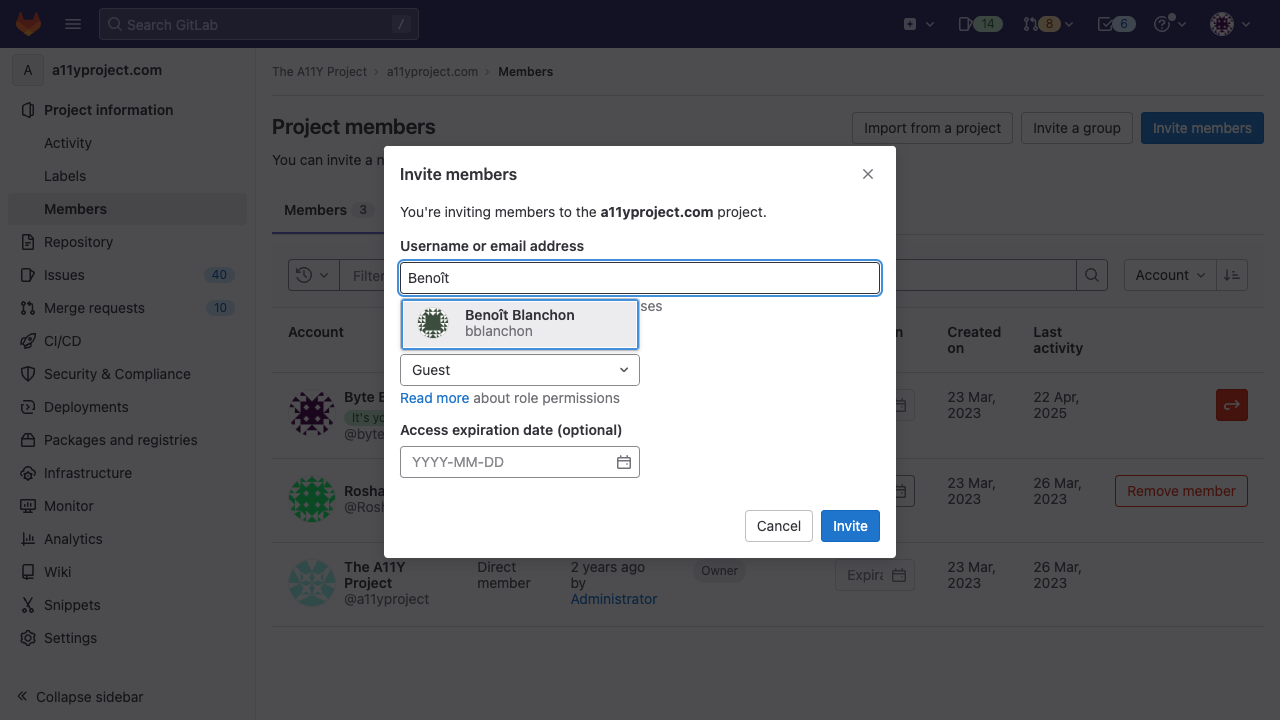 Search GitLab /
14
8
6
A a11yproject.com
Project information
Activity
Labels
Members
Repository
Issues 40
Merge requests 10
CI/CD
Security & Compliance
Deployments
Packages and registries
Infrastructure
Monitor
Analytics
Wiki
Snippets
Settings
Collapse sidebar
The A11Y Project
a11yproject.com
Members
Project members
Import from a project
Invite a group
Invite members
You can invite a
Members 3
Account
Account
Created on
Last activity
Byte
It's
@byte
23 Mar, 2023
22 Apr, 2025
23 Mar, 2023
26 Mar, 2023
Remove member
The A11Y Project
@a11yproject
Direct member
2 years ago by Administrator
Owner
23 Mar, 2023
26 Mar, 2023
Invite members
You're inviting members to the a11yproject.com project.
Username or email address
Benoît
Benoît Blanchon
bblanchon
Guest
Read more about role permissions
Access expiration date (optional)
YYYY-MM-DD
Cancel
Invite